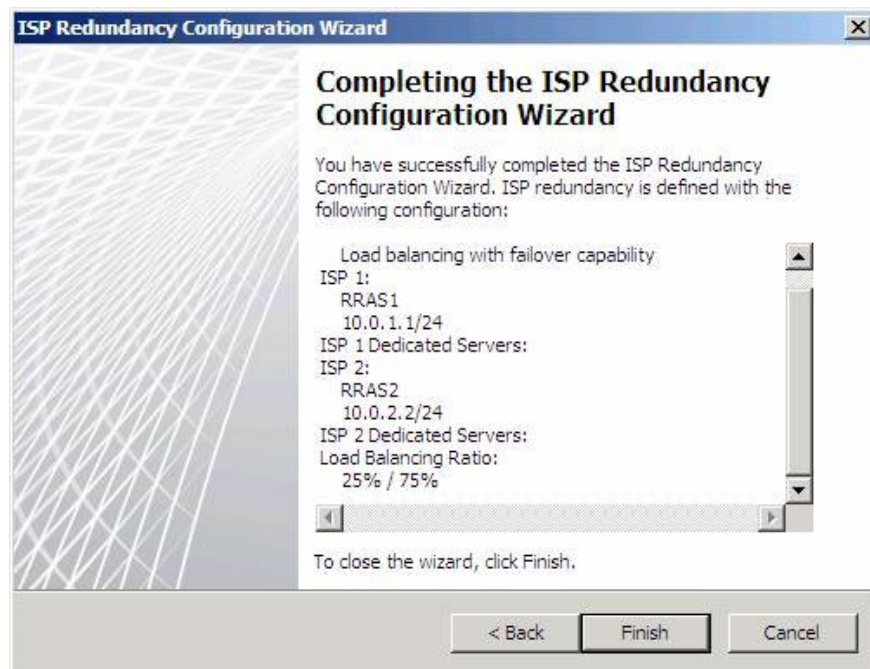 ISP Redundancy Configuration Wizard
Completing the ISP Redundancy
Configuration Wizard
You have successfully completed the ISP Redundancy
Configuration Wizard. ISP redundancy is defined with the
following configuration:
Load balancing with failover capability
ISP 1:
RRAS1
10.0.1.1/24
ISP 1 Dedicated Servers:
ISP 2:
RRAS2
10.0.2.2/24
ISP 2 Dedicated Servers:
Load Balancing Ratio:
25% / 75%
To close the wizard, click Finish.
< Back
Finish
Cancel